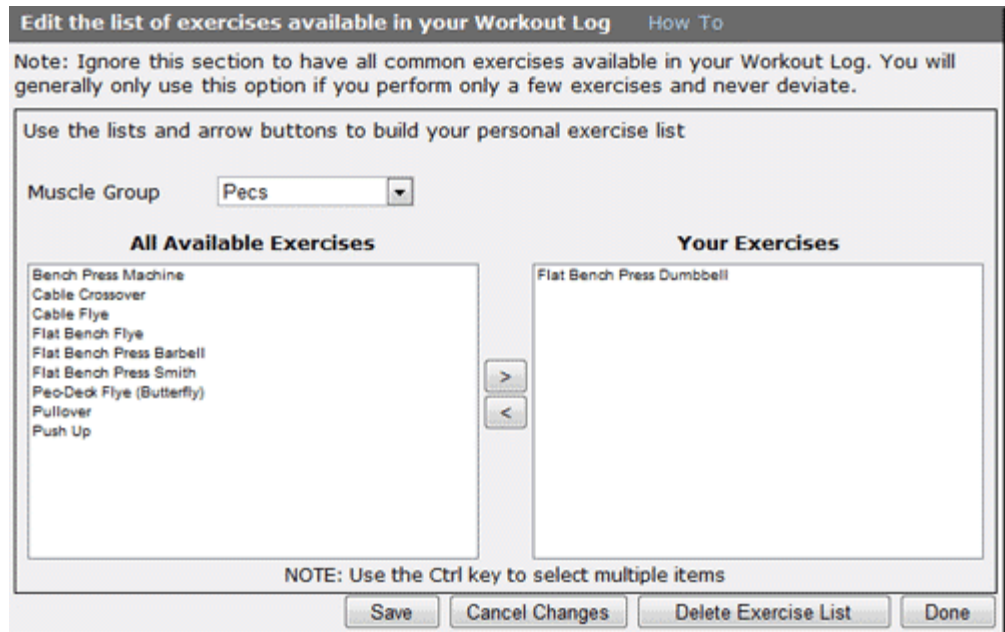 Edit the list of exercises available in your Workout Log How To
Note: Ignore this section to have all common exercises available in your Workout Log. You will
generally only use this option if you perform only a few exercises and never deviate.
Use the lists and arrow buttons to build your personal exercise list
Muscle Group Pecs
All Available Exercises
Bench Press Machine
Cable Crossover
Cable Flye
Flat Bench Flye
Flat Bench Press Barbell
Flat Bench Press Smith
Pec-Deck Flye (Butterfly)
Pullover
Push Up
>
<
Your Exercises
Flat Bench Press Dumbbell
NOTE: Use the Ctrl key to select multiple items
Save Cancel Changes Delete Exercise List Done